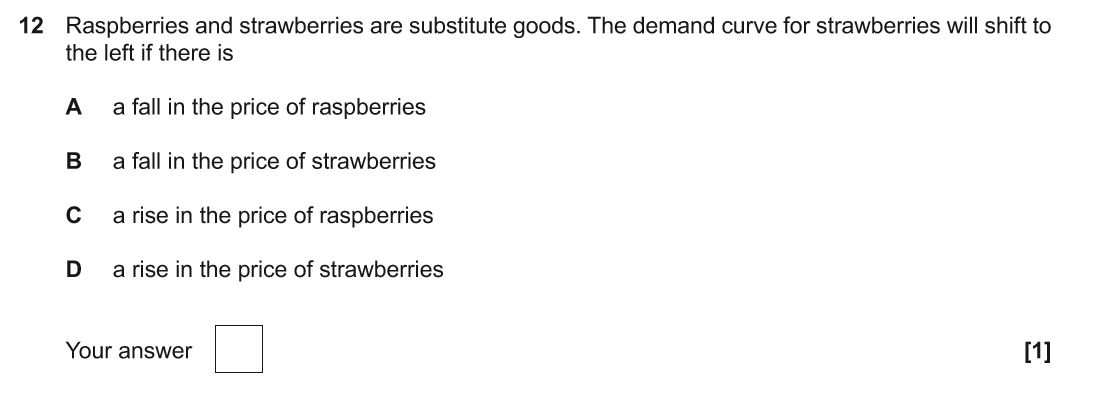 12 Raspberries and strawberries are substitute goods. The demand curve for strawberries will shift to
the left if there is
A a fall in the price of raspberries
B a fall in the price of strawberries
C a rise in the price of raspberries
D a rise in the price of strawberries
Your answer [1]